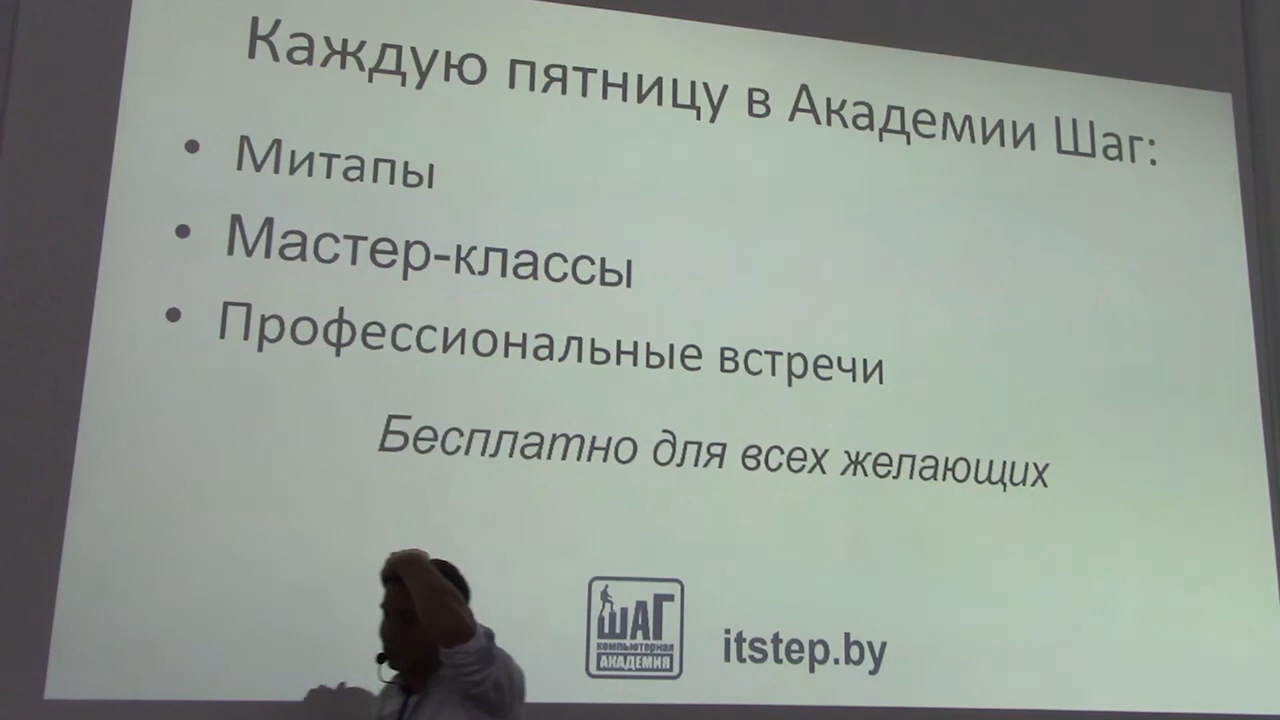 Каждую пятницу в Академии Шаг:
• Митапы
• Мастер-классы
• Профессиональные встречи
Бесплатно для всех желающих
ШАГ
КОМПЬЮТЕРНАЯ
АКАДЕМИЯ
itstep.by